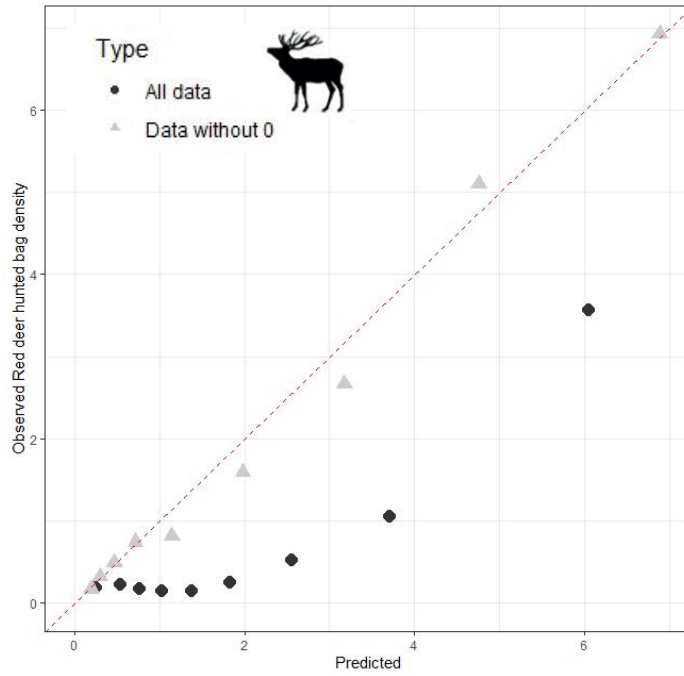 Type
All data
Data without 0
Observed Red deer hunted bag density
6
4
2
0
0 2 4 6
Predicted